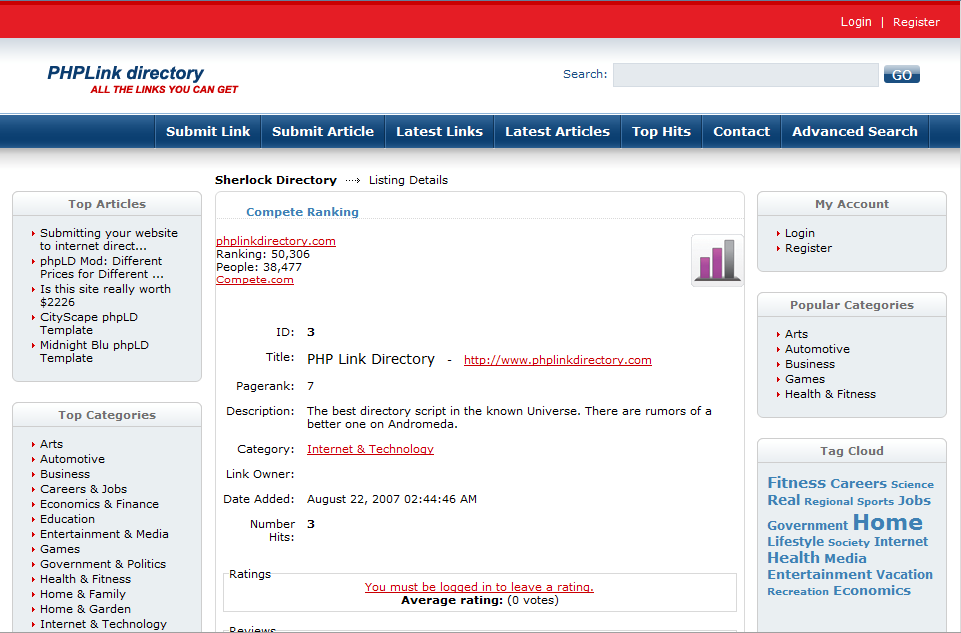 Login | Register
PHPLink directory
ALL THE LINKS YOU CAN GET
Search: GO
Submit Link Submit Article Latest Links Latest Articles Top Hits Contact Advanced Search
Sherlock Directory Listing Details
Top Articles
Submitting your website
to internet direct...
phpLD Mod: Different
Prices for Different ...
Is this site really worth
$2226
CityScape phpLD
Template
Midnight Blu phpLD
Template
Top Categories
Arts
Automotive
Business
Careers & Jobs
Economics & Finance
Education
Entertainment & Media
Games
Government & Politics
Health & Fitness
Home & Family
Home & Garden
Internet & Technology
Compete Ranking
phplinkdirectory.com
Ranking: 50,306
People: 38,477
Compete.com
ID: 3
Title: PHP Link Directory - http://www.phplinkdirectory.com
Pagerank: 7
Description: The best directory script in the known Universe. There are rumors of a
better one on Andromeda.
Category: Internet & Technology
Link Owner:
Date Added: August 22, 2007 02:44:46 AM
Number 3
Hits:
Ratings
You must be logged in to leave a rating.
Average rating: (0 votes)
Reviews
My Account
Login
Register
Popular Categories
Arts
Automotive
Business
Games
Health & Fitness
Tag Cloud
Fitness Careers Science
Real Regional Sports Jobs
Government Home
Lifestyle Society Internet
Health Media
Entertainment Vacation
Recreation Economics